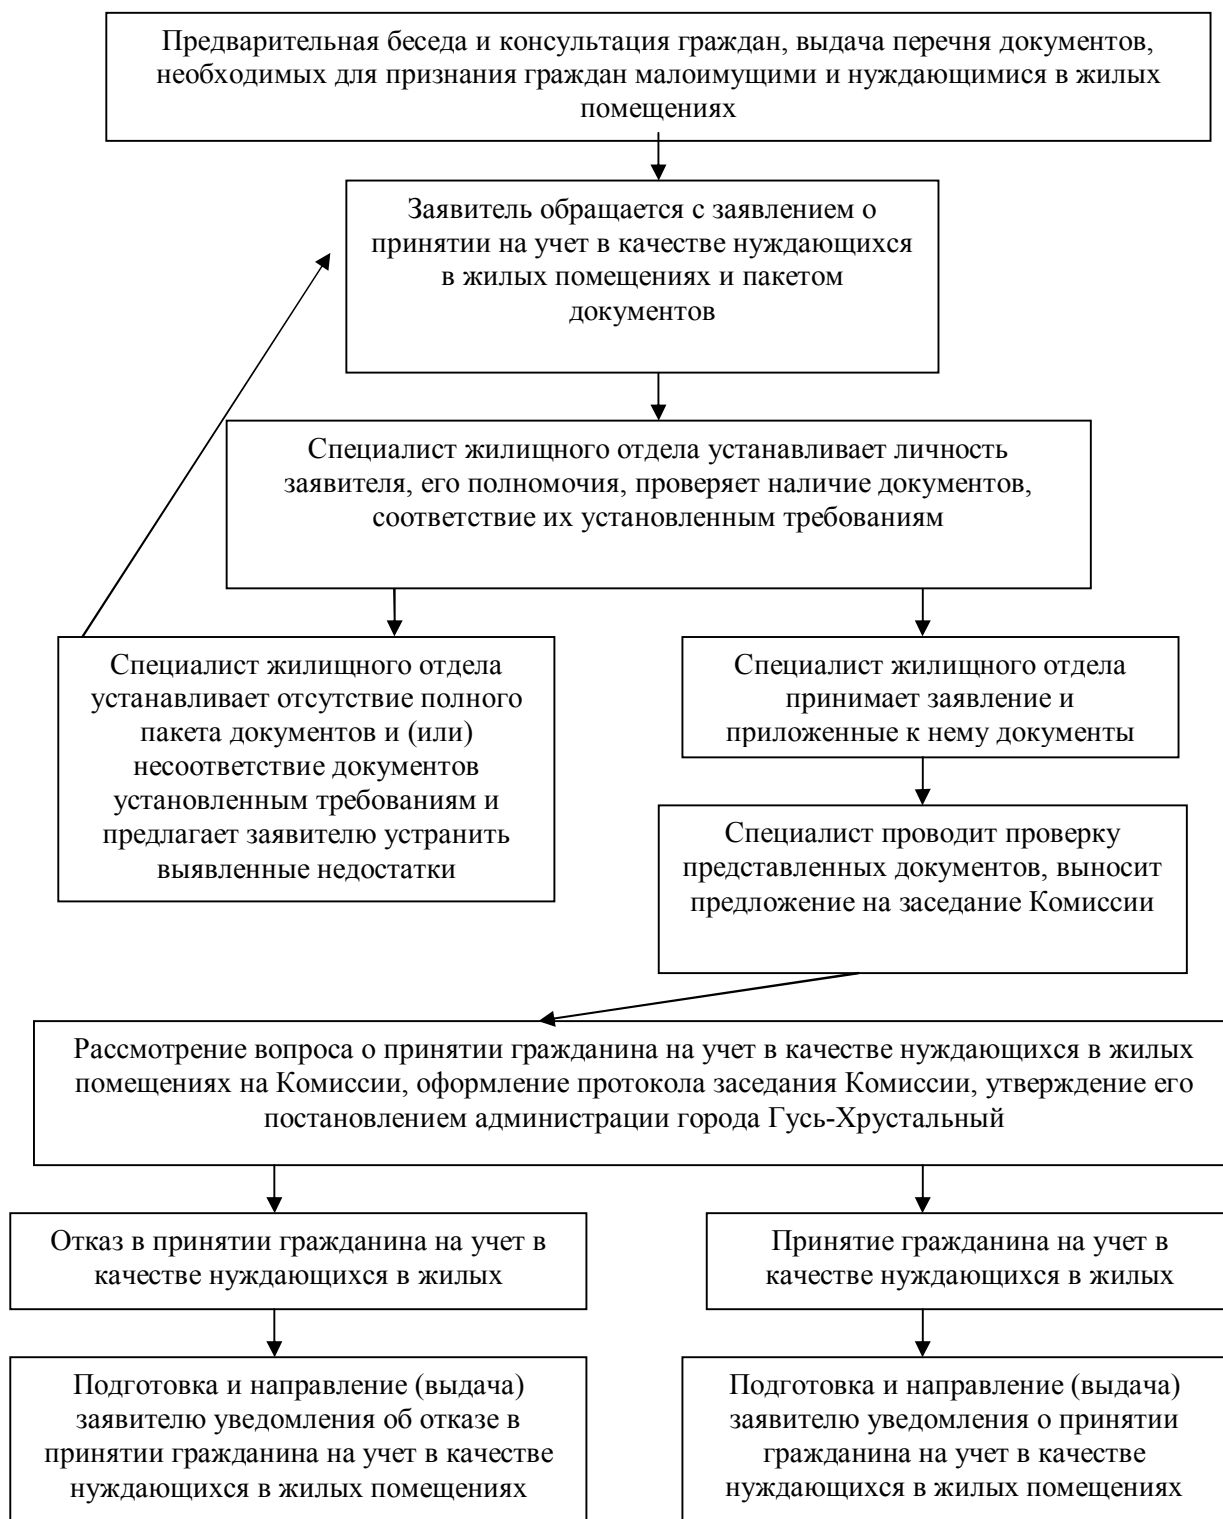 Предварительная беседа и консультация граждан, выдача перечня документов,
необходимых для признания граждан малоимущими и нуждающимися в жилых
помещениях
Заявитель обращается с заявлением о
принятии на учет в качестве нуждающихся
в жилых помещениях и пакетом
документов
Специалист жилищного отдела устанавливает личность
заявителя, его полномочия, проверяет наличие документов,
соответствие их установленным требованиям
Специалист жилищного отдела
устанавливает отсутствие полного
пакета документов и (или)
несоответствие документов
установленным требованиям и
предлагает заявителю устранить
выявленные недостатки
Специалист жилищного отдела
принимает заявление и
приложенные к нему документы
Специалист проводит проверку
представленных документов, выносит
предложение на заседание Комиссии
Рассмотрение вопроса о принятии гражданина на учет в качестве нуждающихся в жилых
помещениях на Комиссии, оформление протокола заседания Комиссии, утверждение его
постановлением администрации города Гусь-Хрустальный
Отказ в принятии гражданина на учет в
качестве нуждающихся в жилых
Принятие гражданина на учет в
качестве нуждающихся в жилых
Подготовка и направление (выдача)
заявителю уведомления об отказе в
принятии гражданина на учет в качестве
нуждающихся в жилых помещениях
Подготовка и направление (выдача)
заявителю уведомления о принятии
гражданина на учет в качестве
нуждающихся в жилых помещениях